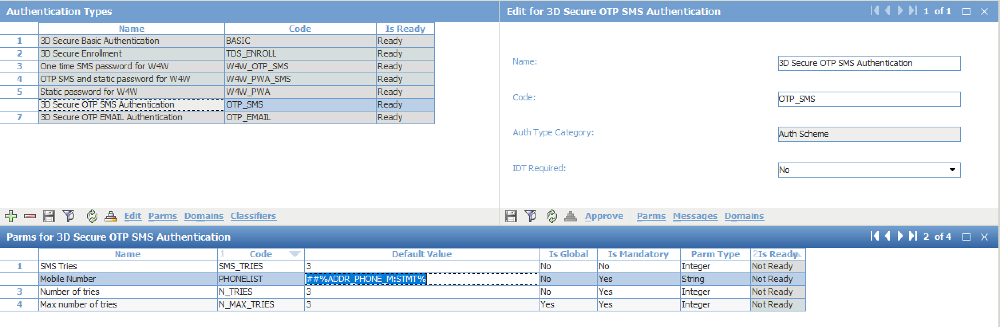 Authentication Types
Name Code Is Ready
1 3D Secure Basic Authentication BASIC Ready
2 3D Secure Enrollment TDS_ENROLL Ready
3 One time SMS password for W4W W4W_OTP_SMS Ready
4 OTP SMS and static password for W4W W4W_PWA_SMS Ready
5 Static password for W4W W4W_PWA Ready
3D Secure OTP SMS Authentication OTP_SMS Ready
7 3D Secure OTP EMAIL Authentication OTP_EMAIL Ready
Edit Parms Domains Classifiers
Edit for 3D Secure OTP SMS Authentication 1 of 1
Name: 3D Secure OTP SMS Authentication
Code: OTP_SMS
Auth Type Category: Auth Scheme
IDT Required: No
Approve Parms Messages Domains
Parms for 3D Secure OTP SMS Authentication 2 of 4
Name 1 Code Default Value Is Global Is Mandatory Parm Type 2 Is Ready
1 SMS Tries SMS_TRIES 3 No No Integer Not Ready
Mobile Number PHONELIST ##%ADDR_PHONE_M:STMT% No Yes String Not Ready
3 Number of tries N_TRIES 3 No Yes Integer Not Ready
4 Max number of tries N_MAX_TRIES 3 Yes Yes Integer Not Ready